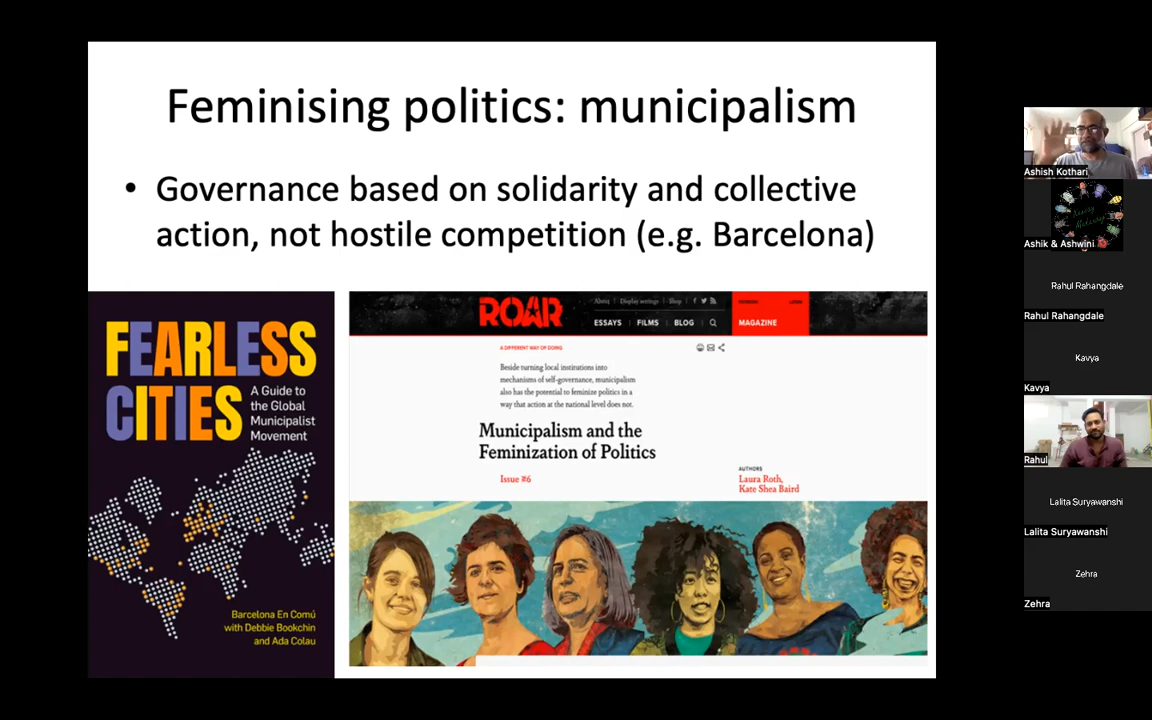 Feminising politics: municipalism
• Governance based on solidarity and collective
action, not hostile competition (e.g. Barcelona)
FEARLESS
CITIES
A Guide to
the Global
Municipalist
Movement
Barcelona En Comú
with Debbie Bookchin
and Ada Colau
ROAR
About | Display settings | Shop
ESSAYS | FILMS | BLOG
LOGIN
MAGAZINE
A DIFFERENT WAY OF DOING
Beside turning local institutions into
mechanisms of self-governance, municipalism
also has the potential to feminize politics in a
way that action at the national level does not.
Municipalism and the
Feminization of Politics
Issue #6
AUTHORS
Laura Roth,
Kate Shea Baird
Ashish Kothari
Ashik & Ashwini
Rahul Rahangdale
Rahul Rahangdale
Kavya
Kavya
Rahul
Lalita Suryawanshi
Lalita Suryawanshi
Zehra
Zehra